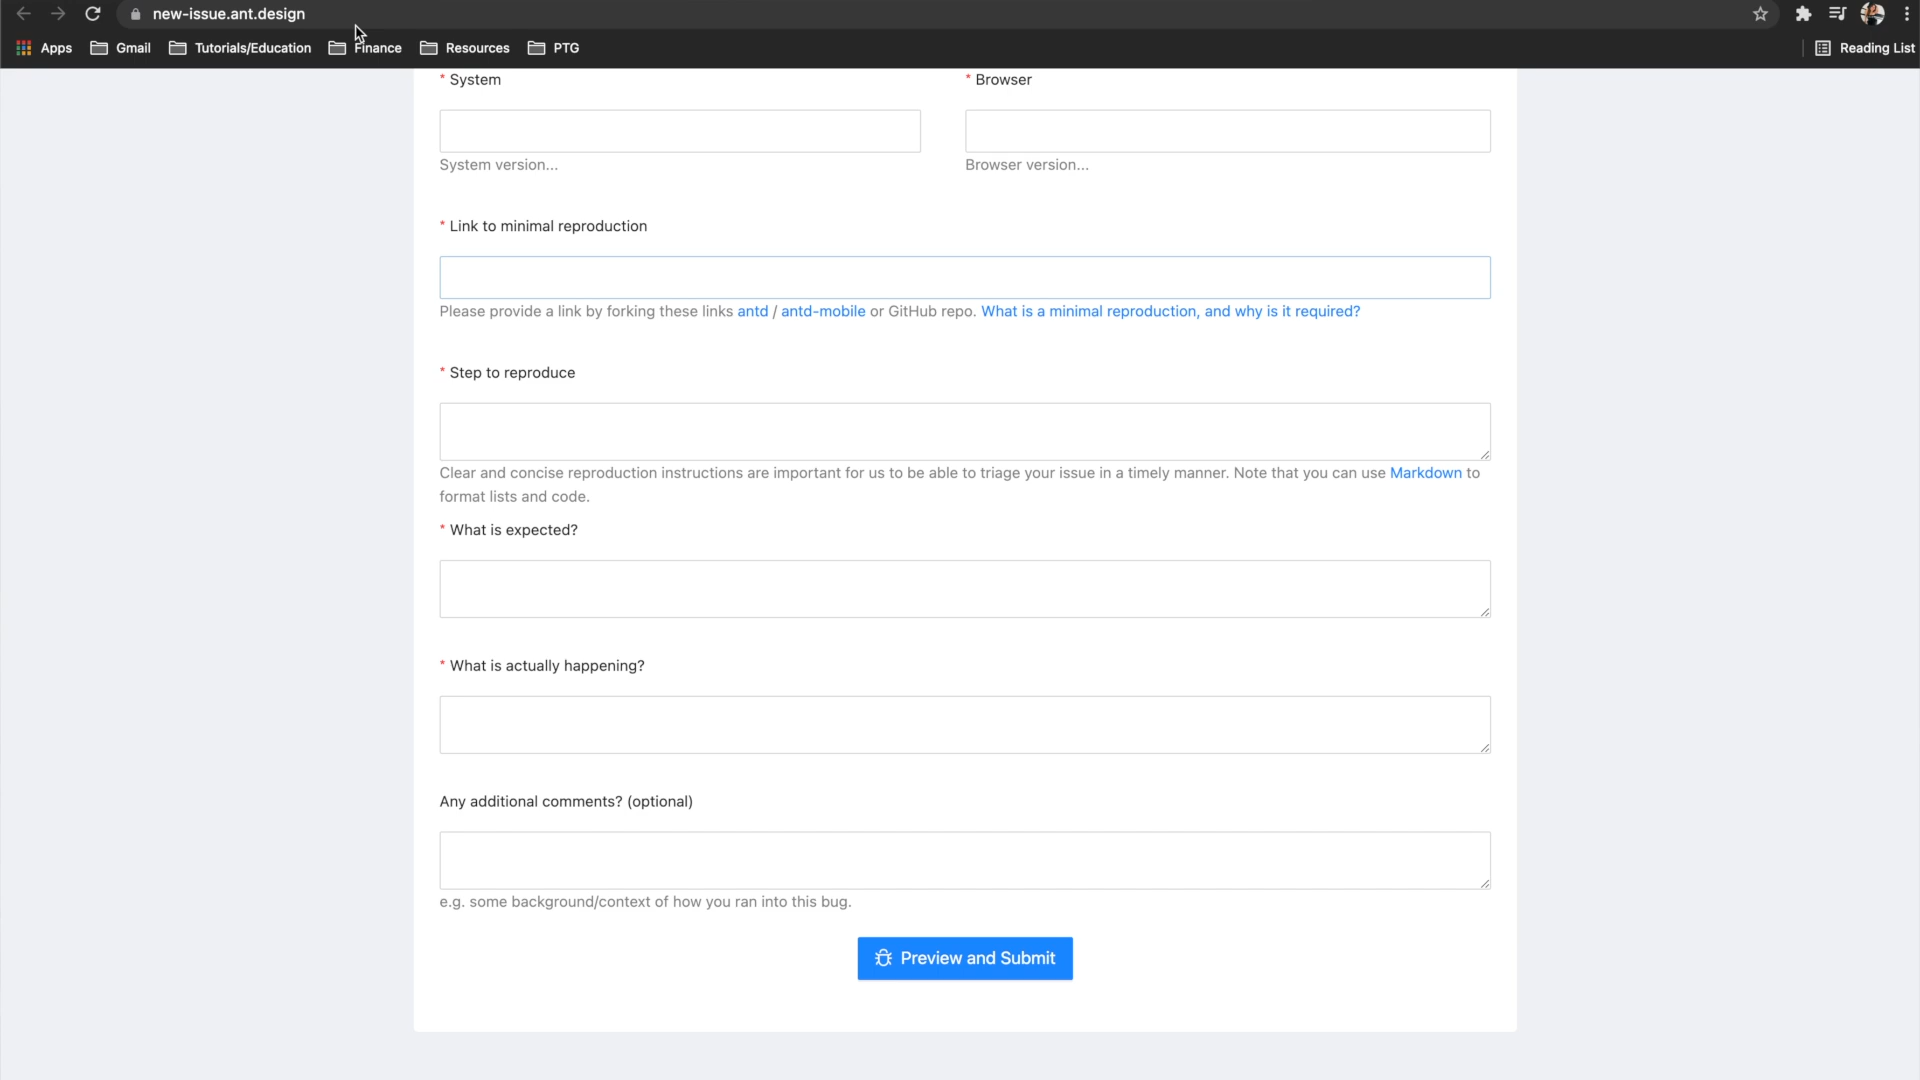 new-issue.ant.design
Apps Gmail Tutorials/Education Finance Resources PTG Reading List
* System * Browser
System version... Browser version...
* Link to minimal reproduction
Please provide a link by forking these links antd / antd-mobile or GitHub repo. What is a minimal reproduction, and why is it required?
* Step to reproduce
Clear and concise reproduction instructions are important for us to be able to triage your issue in a timely manner. Note that you can use Markdown to
format lists and code.
* What is expected?
* What is actually happening?
Any additional comments? (optional)
e.g. some background/context of how you ran into this bug.
Preview and Submit